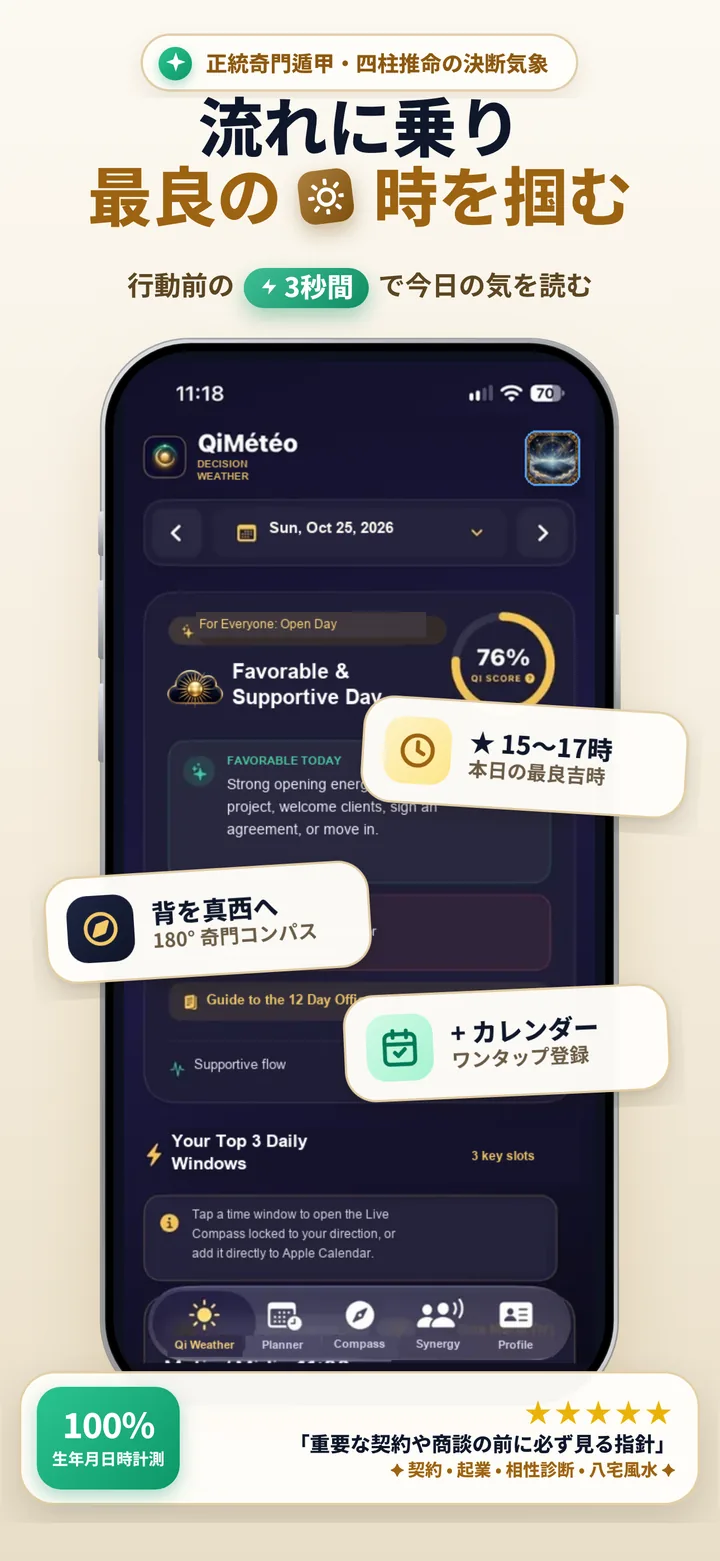 正統奇門遁甲・四柱推命の決断気象
流れに乗り
最良の 時を掴む
行動前の 3秒間 で今日の気を読む
11:18
70
QiMétéo
DECISION
WEATHER
Sun, Oct 25, 2026
For Everyone: Open Day
76%
QI SCORE ?
Favorable &
Supportive Day
★ 15〜17時
本日の最良吉時
FAVORABLE TODAY
Strong opening energ
project, welcome clients, sign an
agreement, or move in.
背を真西へ
180° 奇門コンパス
r
Guide to the 12 Day Offi
+ カレンダー
ワンタップ登録
Supportive flow
Your Top 3 Daily
Windows
3 key slots
Tap a time window to open the Live
Compass locked to your direction, or
add it directly to Apple Calendar.
Qi Weather
Planner
Compass
Synergy
Profile
100%
生年月日時計測
★★★★★
「重要な契約や商談の前に必ず見る指針」
✦ 契約・起業・相性診断・八宅風水 ✦